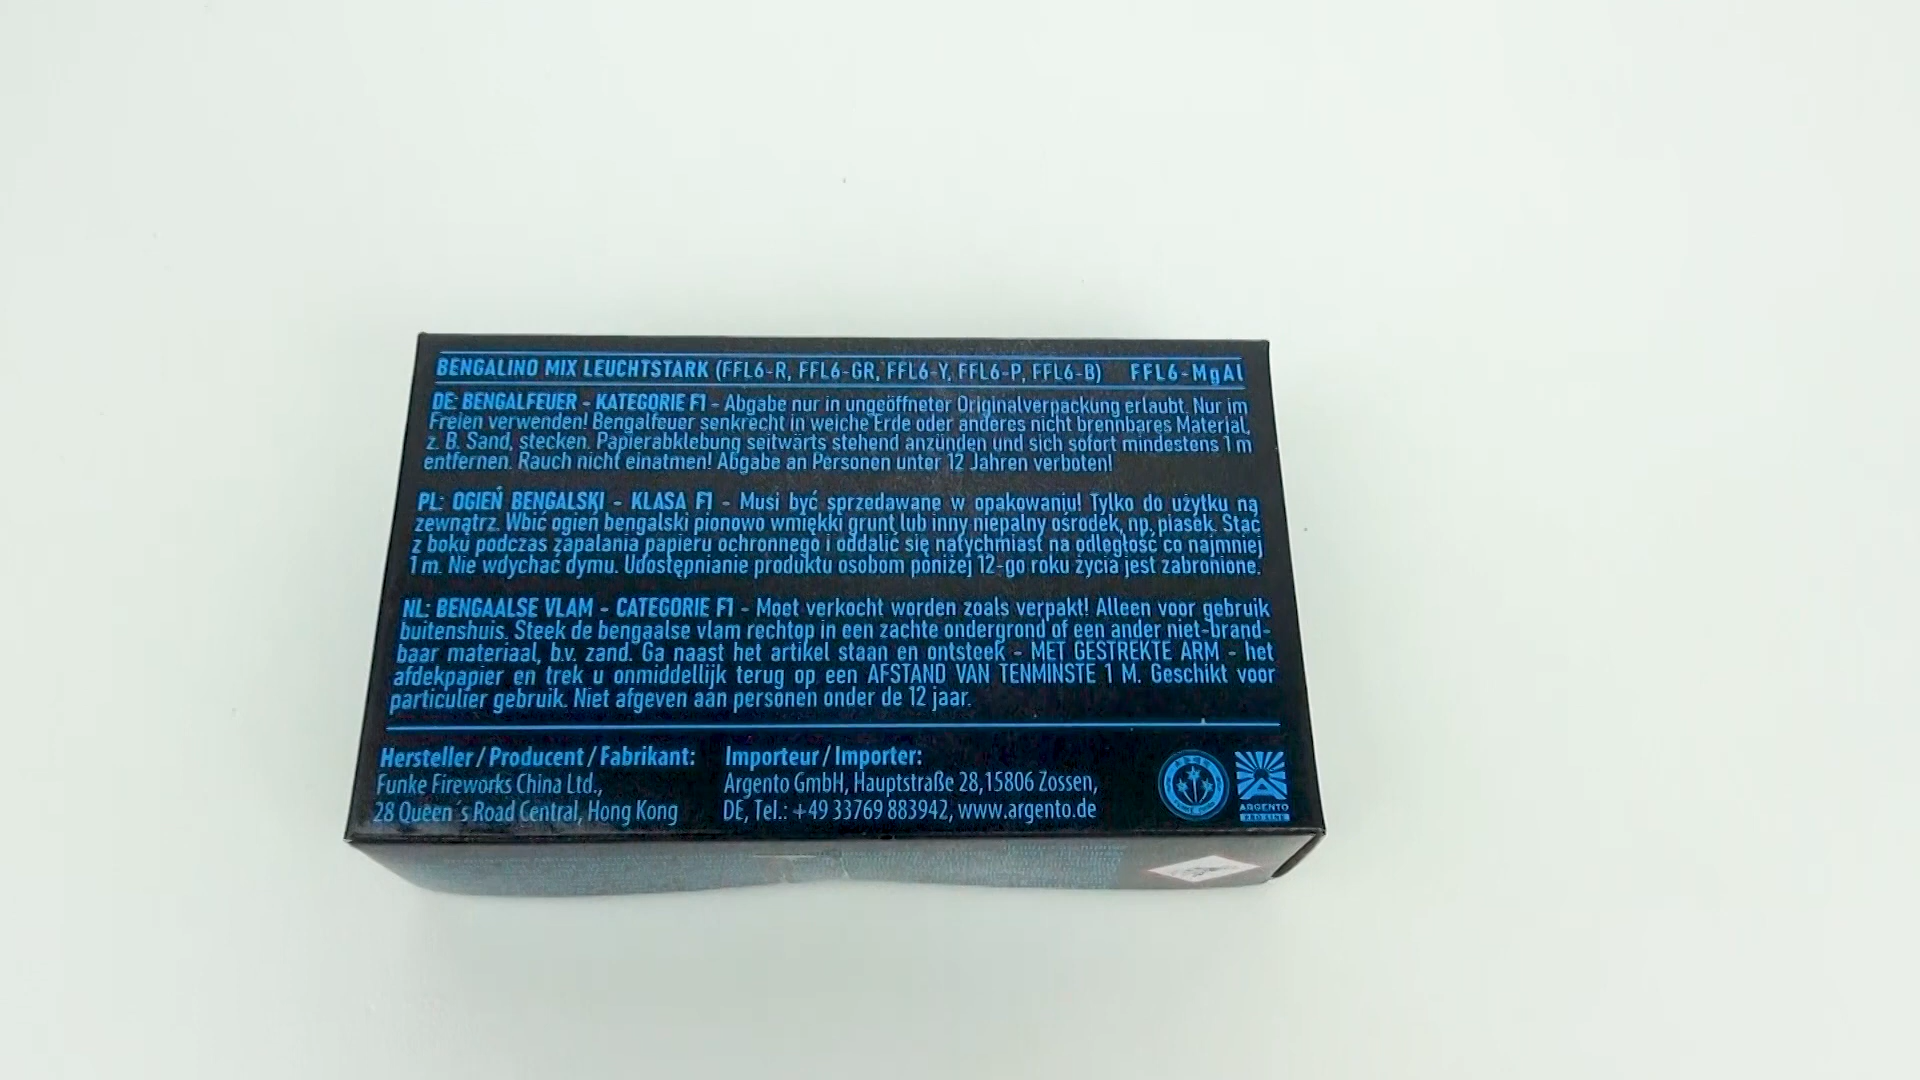 BENGALINO MIX LEUCHTSTARK (FFL6-R, FFL6-GR, FFL6-Y, FFL6-P, FFL6-B) FFL6-MgAl
DE: BENGALFEUER - KATEGORIE F1 - Abgabe nur in ungeöffneter Originalverpackung erlaubt. Nur im
Freien verwenden! Bengalfeuer senkrecht in weiche Erde oder anderes nicht brennbares Material,
z. B. Sand, stecken. Papierabklebung seitwärts stehend anzünden und sich sofort mindestens 1 m
entfernen. Rauch nicht einatmen! Abgabe an Personen unter 12 Jahren verboten!
PL: OGIEŃ BENGALSKI - KLASA F1 - Musi być sprzedawane w opakowaniu! Tylko do użytku na
zewnątrz. Wbić ogień bengalski pionowo wmiękki grunt lub inny niepalny ośrodek, np. piasek. Stać
z boku podczas zapalania papieru ochronnego i oddalić się natychmiast na odległość co najmniej
1 m. Nie wdychać dymu. Udostępnianie produktu osobom poniżej 12-go roku życia jest zabronione.
NL: BENGAALSE VLAM - CATEGORIE F1 - Moet verkocht worden zoals verpakt! Alleen voor gebruik
buitenshuis. Steek de bengaalse vlam rechtop in een zachte ondergrond of een ander niet-brand-
baar materiaal, b.v. zand. Ga naast het artikel staan en ontsteek - MET GESTREKTE ARM - het
afdekpapier en trek u onmiddellijk terug op een AFSTAND VAN TENMINSTE 1 M. Geschikt voor
particulier gebruik. Niet afgeven aan personen onder de 12 jaar.
Hersteller / Producent / Fabrikant:
Funke Fireworks China Ltd.,
28 Queen´s Road Central, Hong Kong
Importeur / Importer:
Argento GmbH, Hauptstraße 28,15806 Zossen,
DE, Tel.: +49 33769 883942, www.argento.de
ARGENTO
PRO LINE